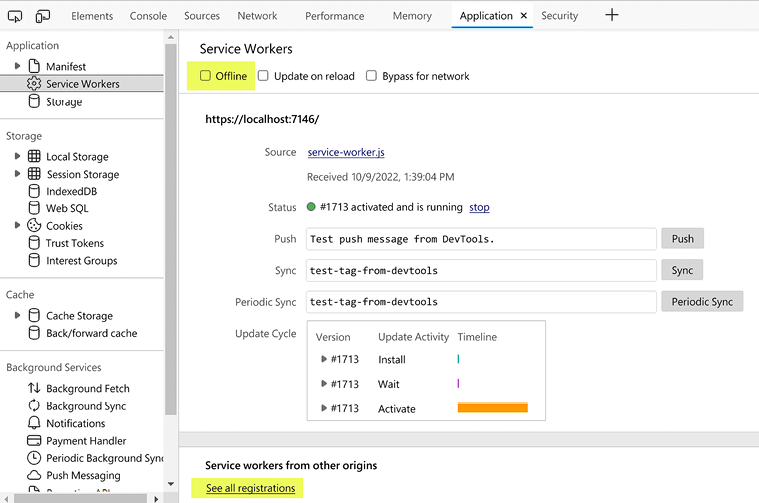 Elements Console Sources Network Performance Memory Application Security
Application
Manifest
Service Workers
Storage
Storage
Local Storage
Session Storage
IndexedDB
Web SQL
Cookies
Trust Tokens
Interest Groups
Cache
Cache Storage
Back/forward cache
Background Services
Background Fetch
Background Sync
Notifications
Payment Handler
Periodic Background Sync
Push Messaging
Service Workers
Offline Update on reload Bypass for network
https://localhost:7146/
Source service-worker.js
Received 10/9/2022, 1:39:04 PM
Status #1713 activated and is running stop
Push Test push message from DevTools. Push
Sync test-tag-from-devtools Sync
Periodic Sync test-tag-from-devtools Periodic Sync
Update Cycle Version Update Activity Timeline
#1713 Install
#1713 Wait
#1713 Activate
Service workers from other origins
See all registrations